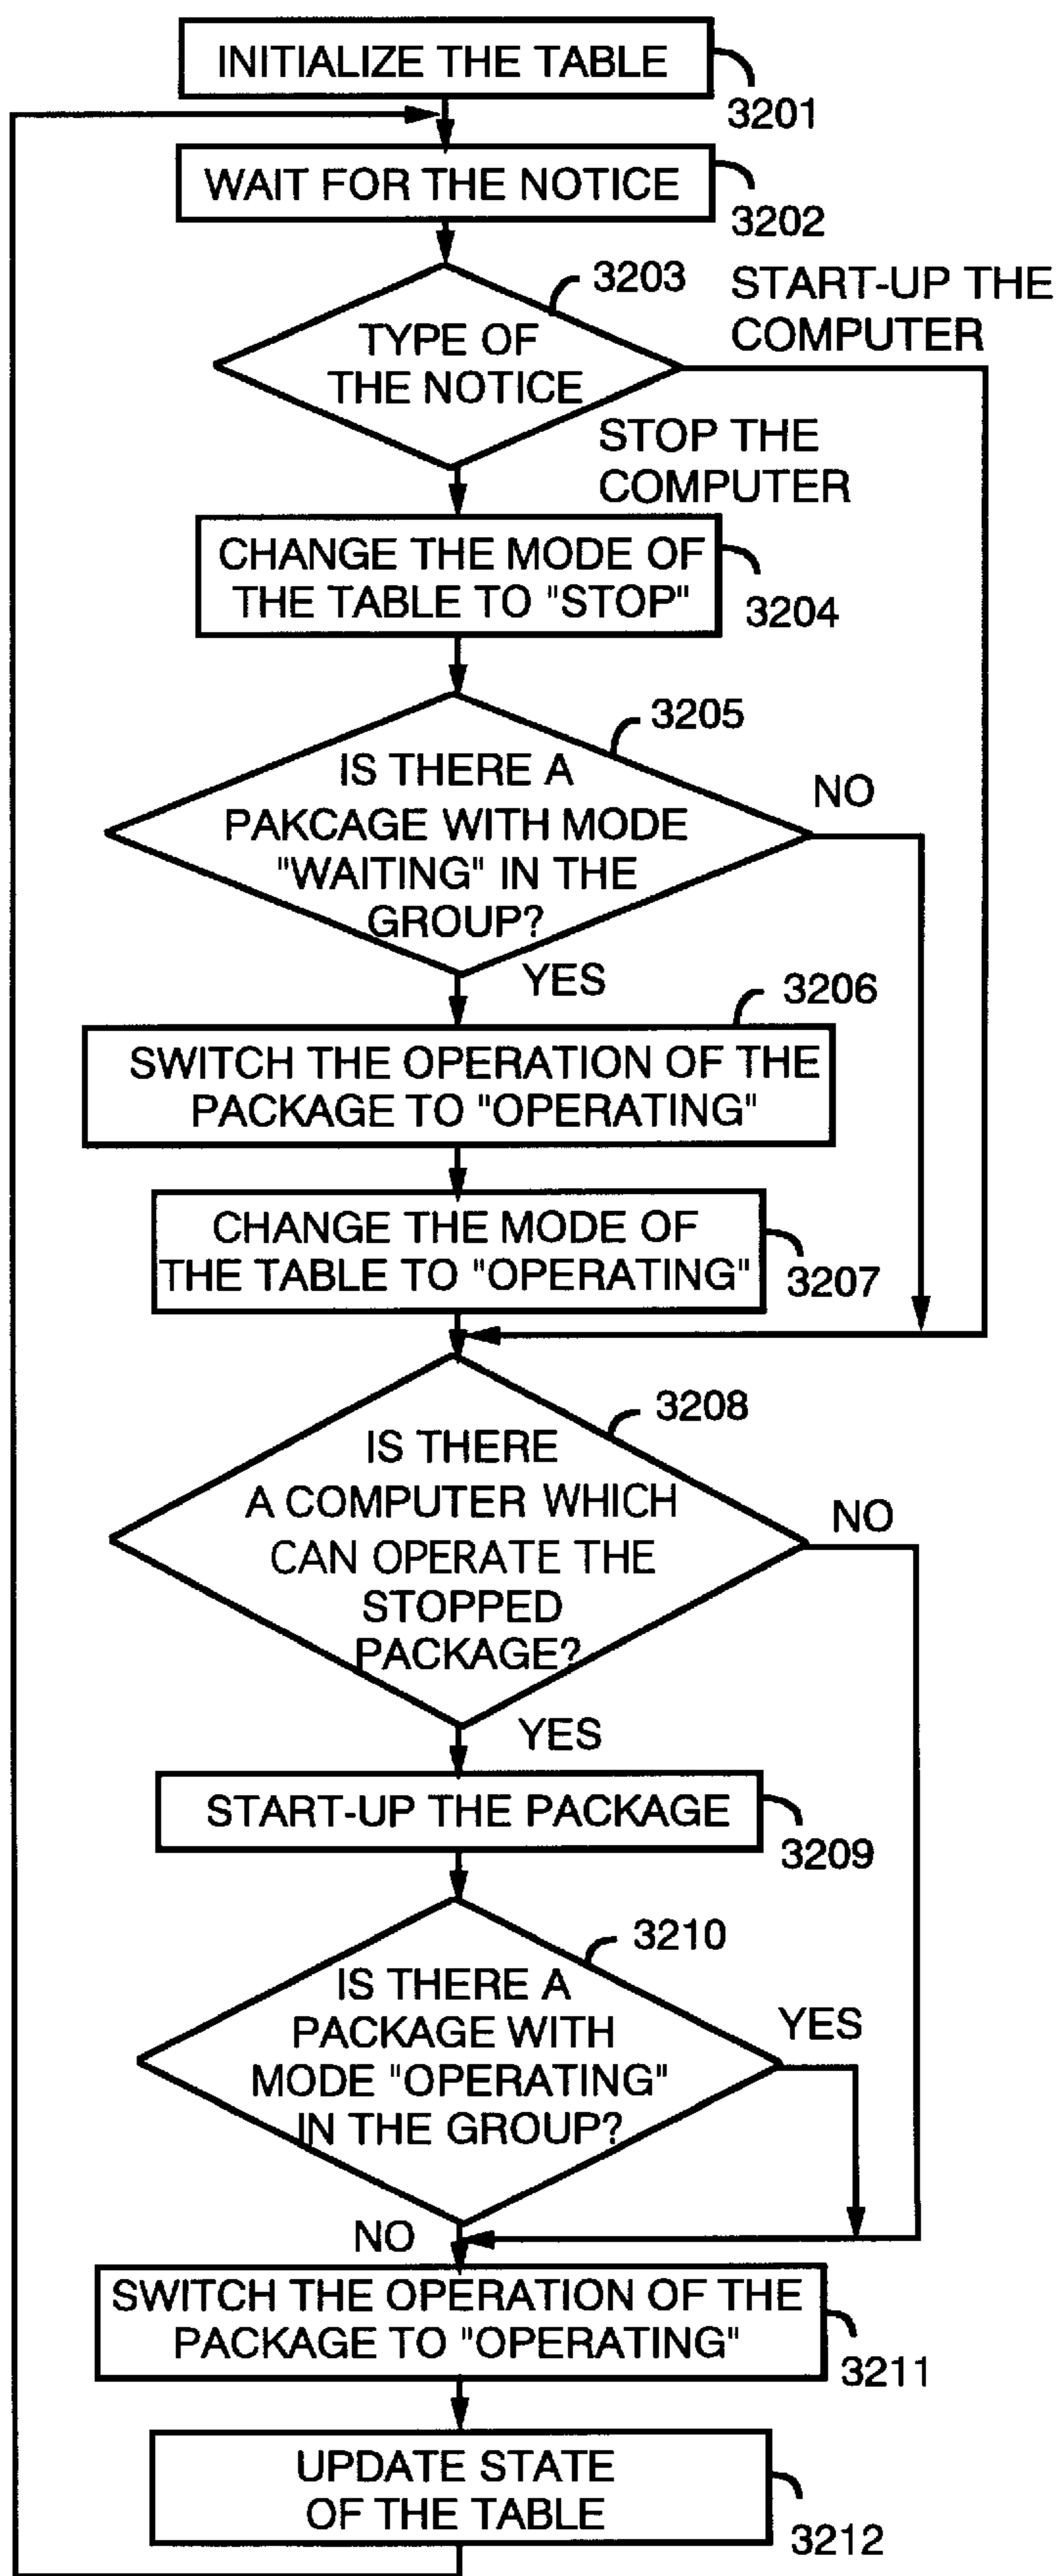 INITIALIZE THE TABLE
3201
WAIT FOR THE NOTICE
3202
3203
START-UP THE
COMPUTER
TYPE OF
THE NOTICE
STOP THE
COMPUTER
CHANGE THE MODE OF
THE TABLE TO "STOP"
3204
3205
IS THERE A
PAKCAGE WITH MODE
"WAITING" IN THE
GROUP?
NO
YES
3206
SWITCH THE OPERATION OF THE
PACKAGE TO "OPERATING"
CHANGE THE MODE OF
THE TABLE TO "OPERATING"
3207
3208
IS THERE
A COMPUTER WHICH
CAN OPERATE THE
STOPPED
PACKAGE?
NO
YES
START-UP THE PACKAGE
3209
3210
IS THERE A
PACKAGE WITH
MODE "OPERATING"
IN THE GROUP?
YES
NO
SWITCH THE OPERATION OF THE
PACKAGE TO "OPERATING"
3211
UPDATE STATE
OF THE TABLE
3212